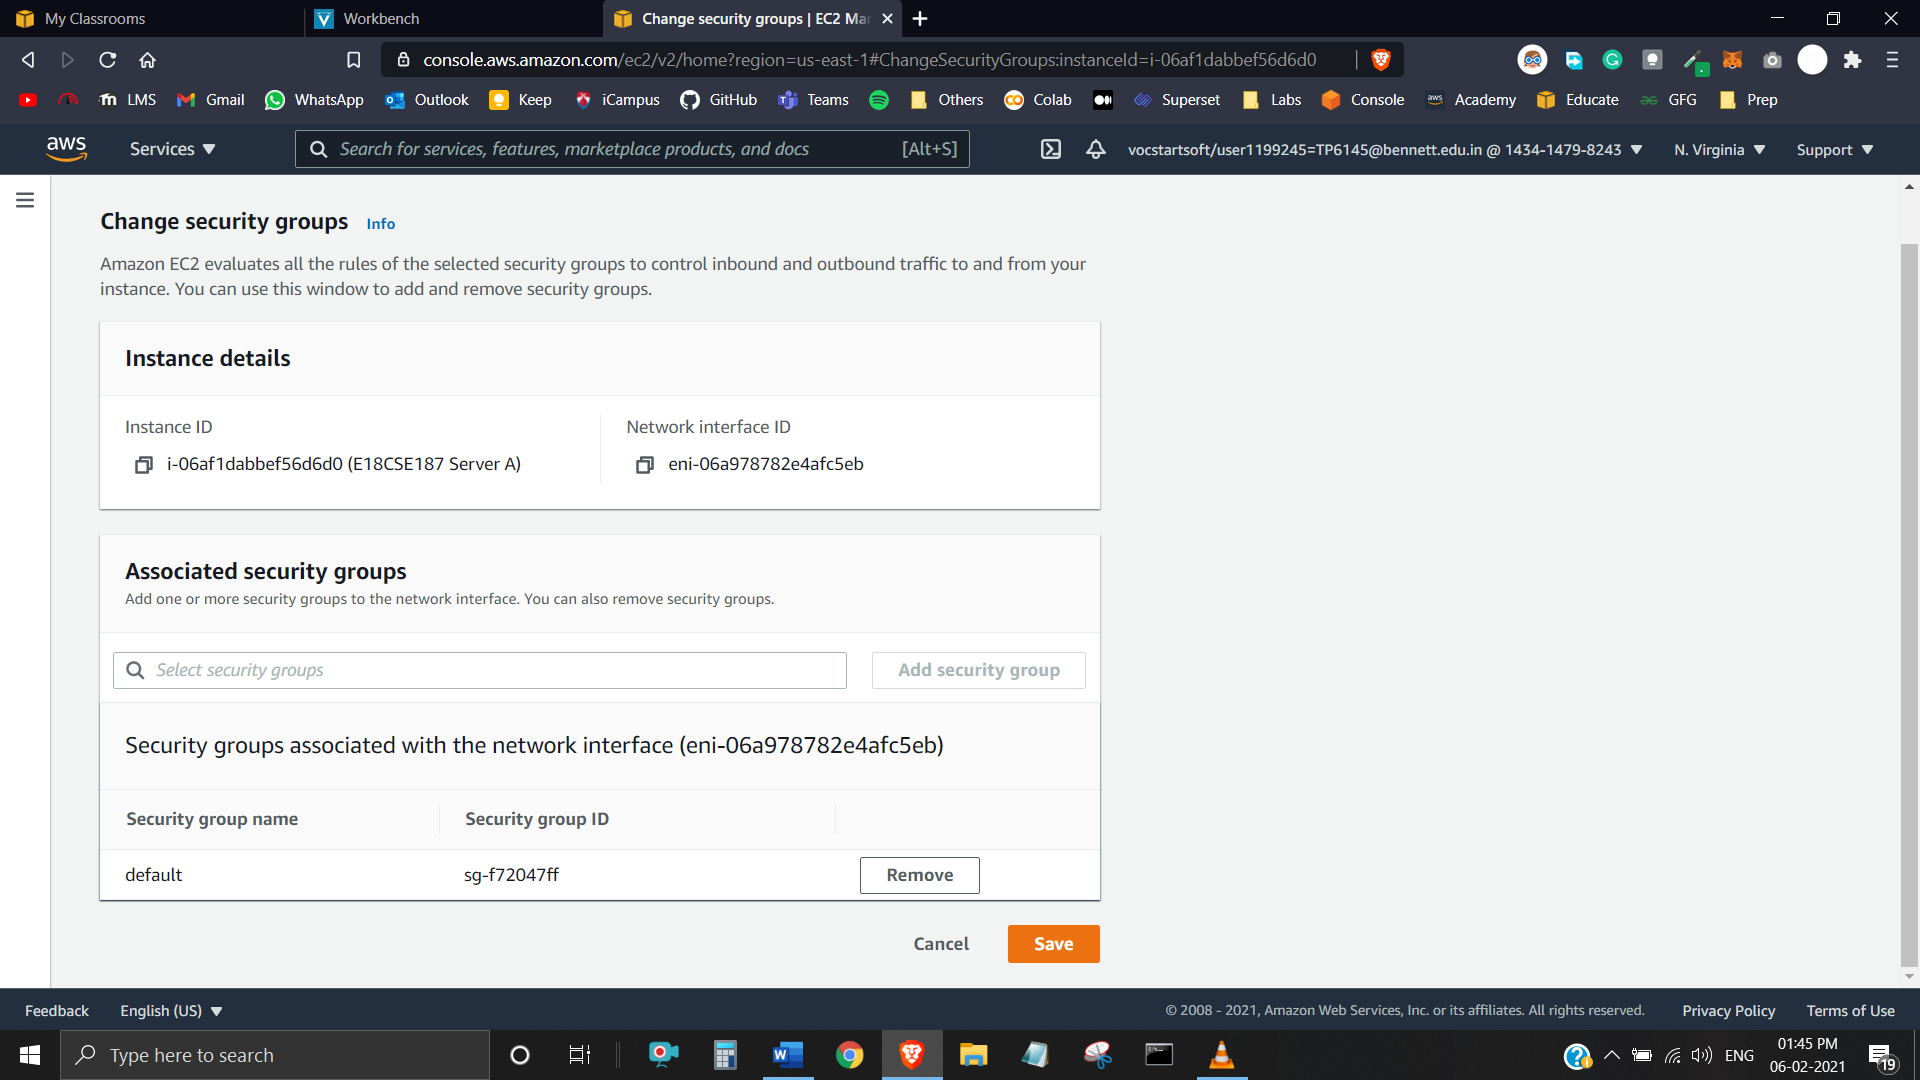 My Classrooms
Workbench
Change security groups | EC2 Ma
console.aws.amazon.com/ec2/v2/home?region=us-east-1#ChangeSecurityGroups:instanceId=i-06af1dabbef56d6d0
LMS Gmail WhatsApp Outlook Keep iCampus GitHub Teams Others Colab Superset Labs Console Academy Educate GFG Prep
aws Services Search for services, features, marketplace products, and docs [Alt+S] vocstartsoft/user1199245=TP6145@bennett.edu.in @ 1434-1479-8243 N. Virginia Support
Change security groups Info
Amazon EC2 evaluates all the rules of the selected security groups to control inbound and outbound traffic to and from your
instance. You can use this window to add and remove security groups.
Instance details
Instance ID
i-06af1dabbef56d6d0 (E18CSE187 Server A)
Network interface ID
eni-06a978782e4afc5eb
Associated security groups
Add one or more security groups to the network interface. You can also remove security groups.
Select security groups
Add security group
Security groups associated with the network interface (eni-06a978782e4afc5eb)
Security group name Security group ID
default sg-f72047ff Remove
Cancel Save
Feedback English (US) © 2008 - 2021, Amazon Web Services, Inc. or its affiliates. All rights reserved. Privacy Policy Terms of Use
Type here to search
ENG
01:45 PM
06-02-2021
19